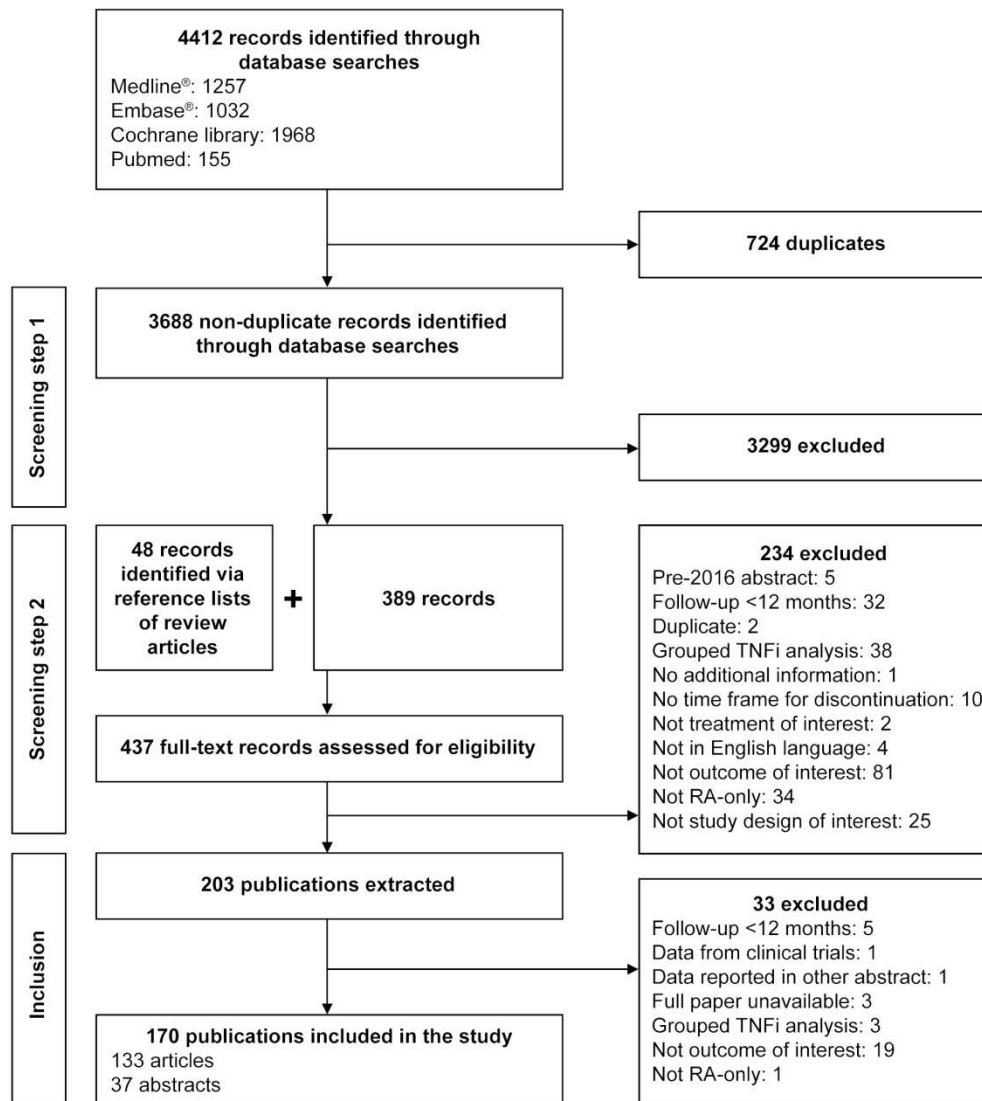 4412 records identified through
database searches
Medline®: 1257
Embase®: 1032
Cochrane library: 1968
Pubmed: 155
724 duplicates
Screening step 1
3688 non-duplicate records identified
through database searches
3299 excluded
Screening step 2
48 records
identified via
reference lists
of review
articles
+
389 records
234 excluded
Pre-2016 abstract: 5
Follow-up <12 months: 32
Duplicate: 2
Grouped TNFi analysis: 38
No additional information: 1
No time frame for discontinuation: 10
Not treatment of interest: 2
Not in English language: 4
Not outcome of interest: 81
Not RA-only: 34
Not study design of interest: 25
437 full-text records assessed for eligibility
Inclusion
203 publications extracted
33 excluded
Follow-up <12 months: 5
Data from clinical trials: 1
Data reported in other abstract: 1
Full paper unavailable: 3
Grouped TNFi analysis: 3
Not outcome of interest: 19
Not RA-only: 1
170 publications included in the study
133 articles
37 abstracts